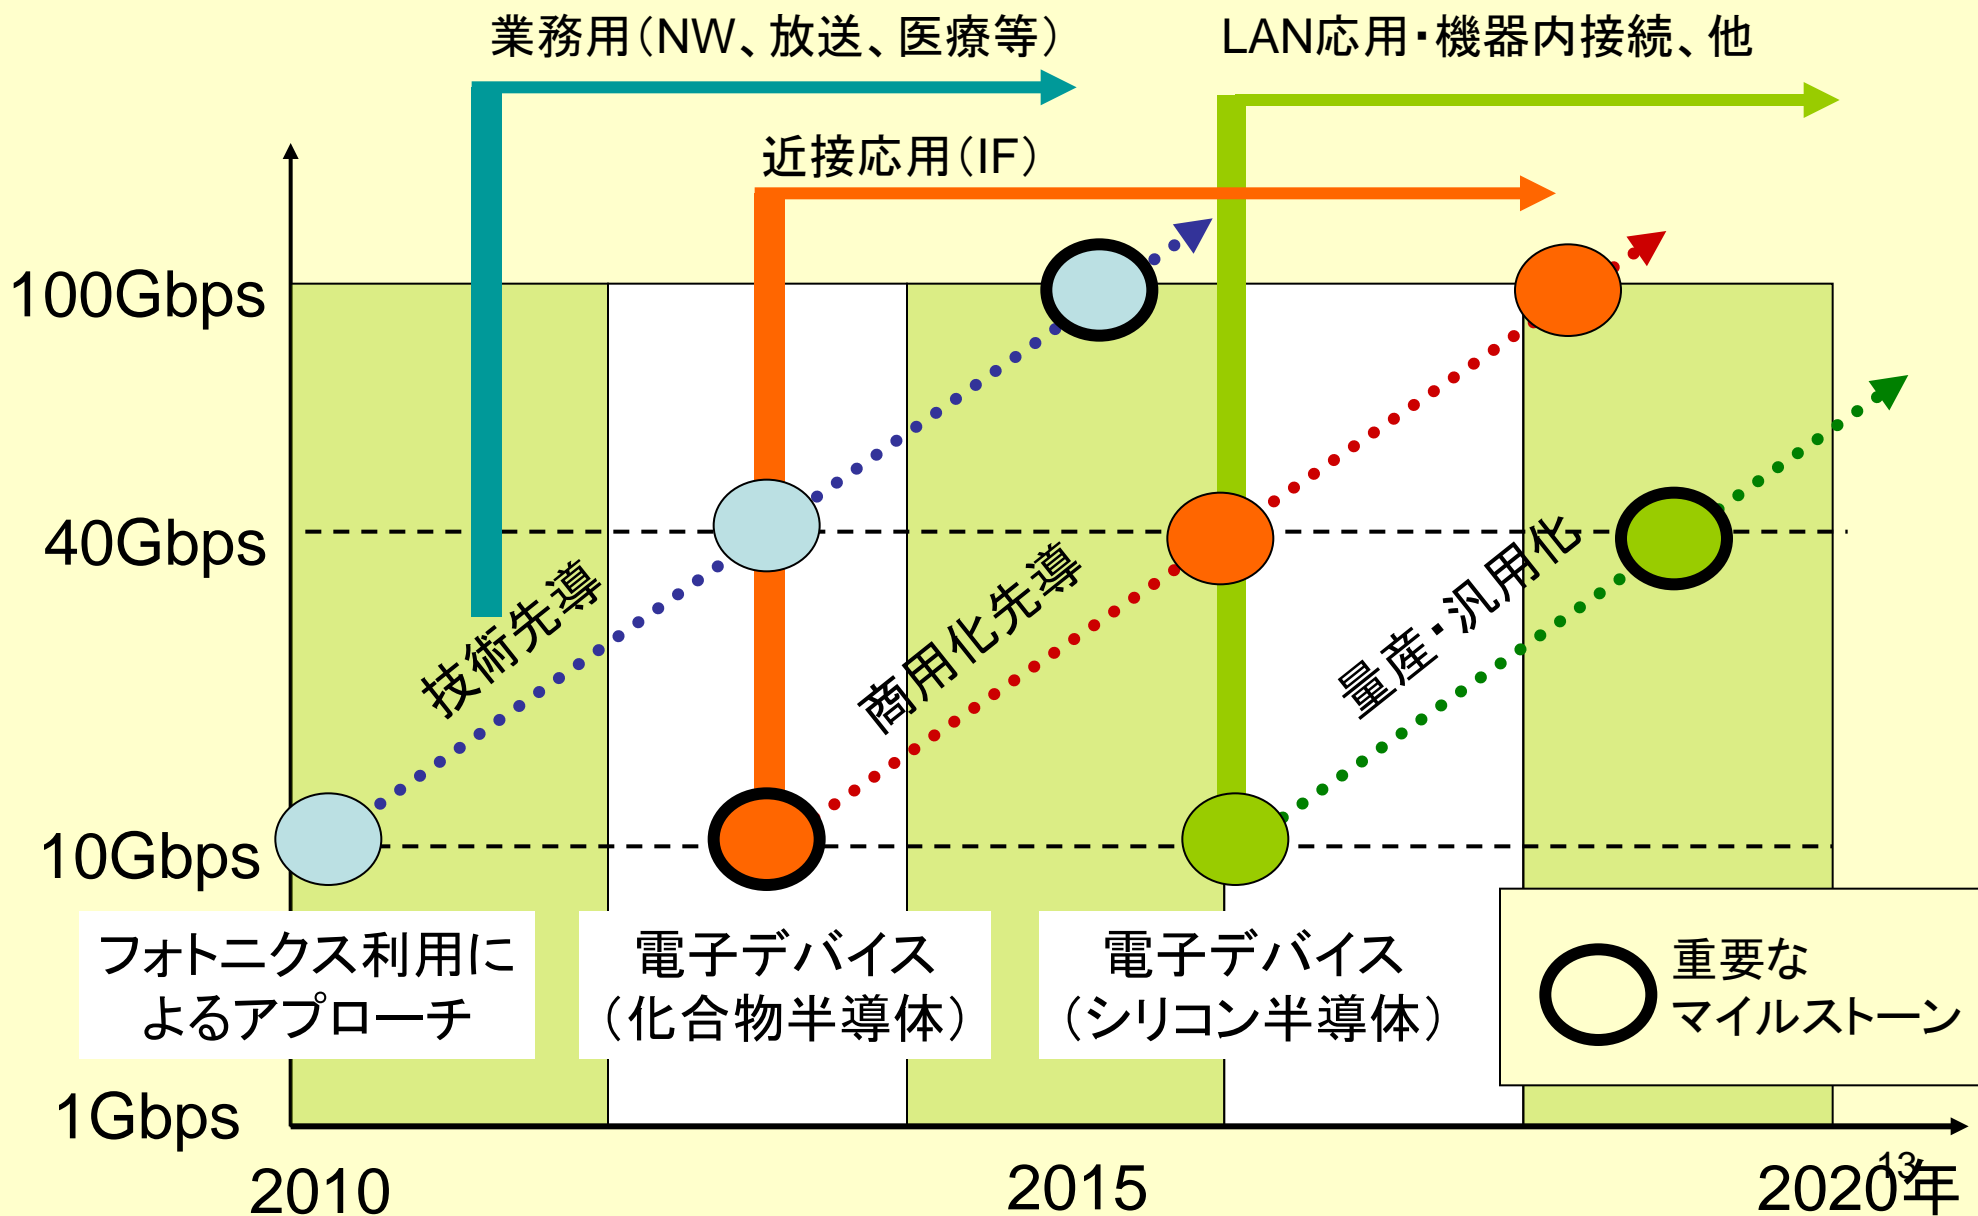 業務用（NW、放送、医療等）
LAN応用・機器内接続、他
近接応用（IF）
100Gbps
40Gbps
技術先導
商用化先導
量産・汎用化
10Gbps
フォトニクス利用に
よるアプローチ
電子デバイス
（化合物半導体）
電子デバイス
（シリコン半導体）
重要な
マイルストーン
1Gbps
2010
2015
2020年
13